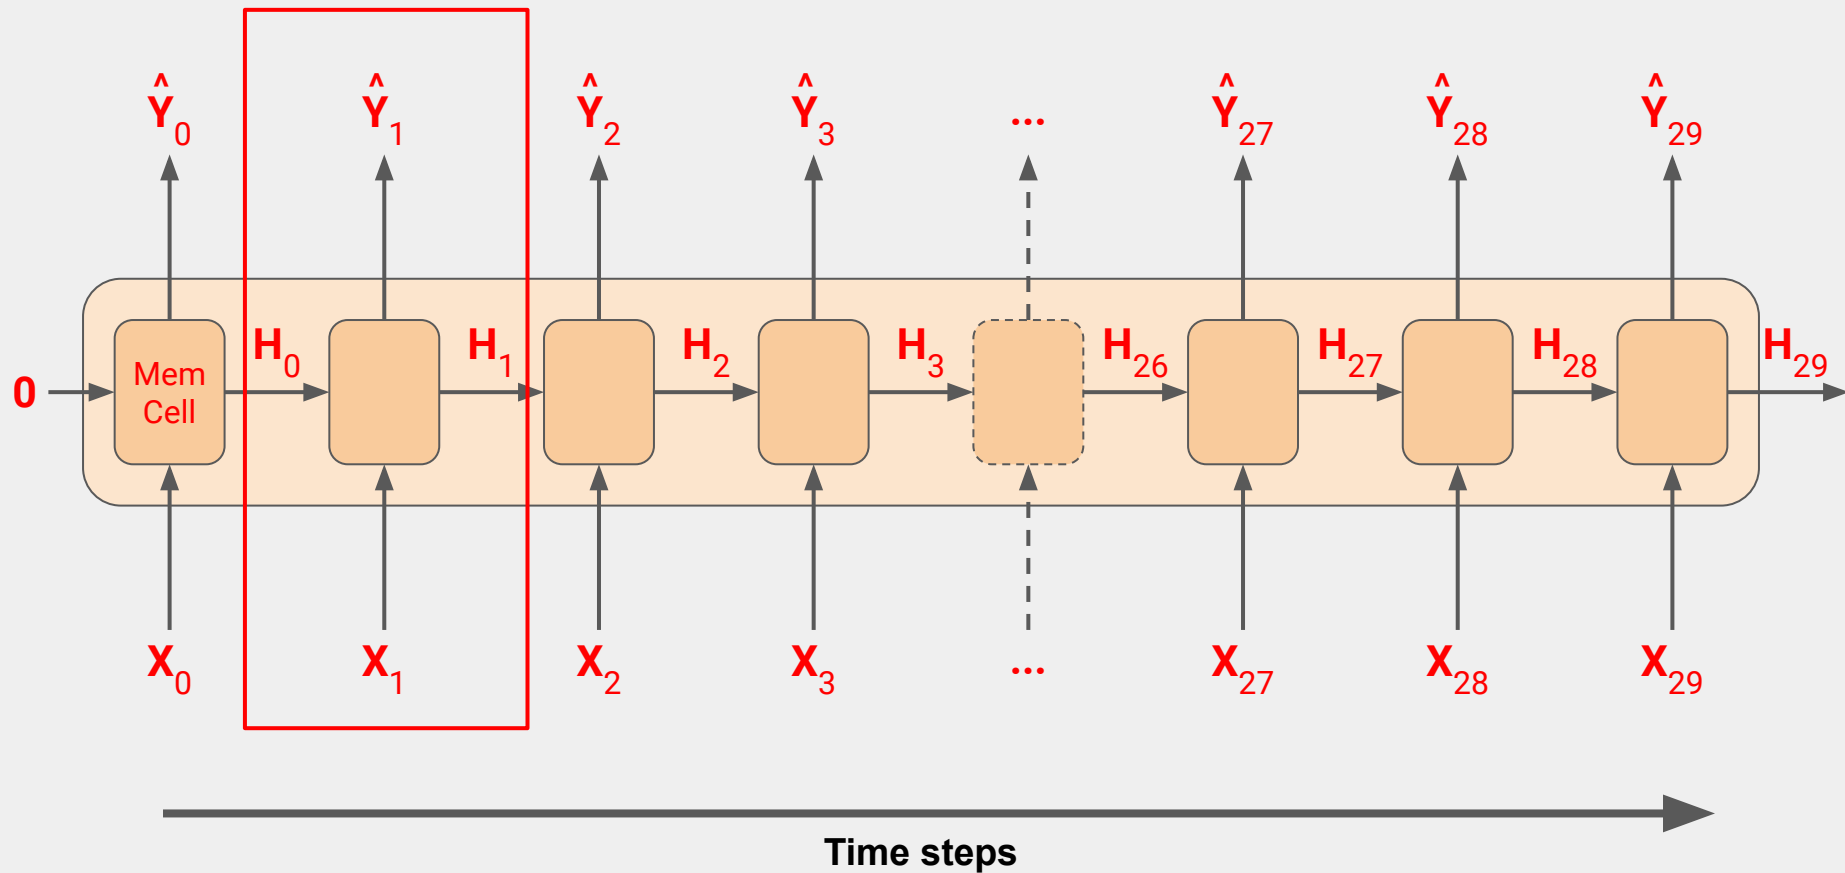 Ŷ0 Ŷ1 Ŷ2 Ŷ3 ... Ŷ27 Ŷ28 Ŷ29
0 Mem Cell H0 H1 H2 H3 H26 H27 H28 H29
X0 X1 X2 X3 ... X27 X28 X29
Time steps